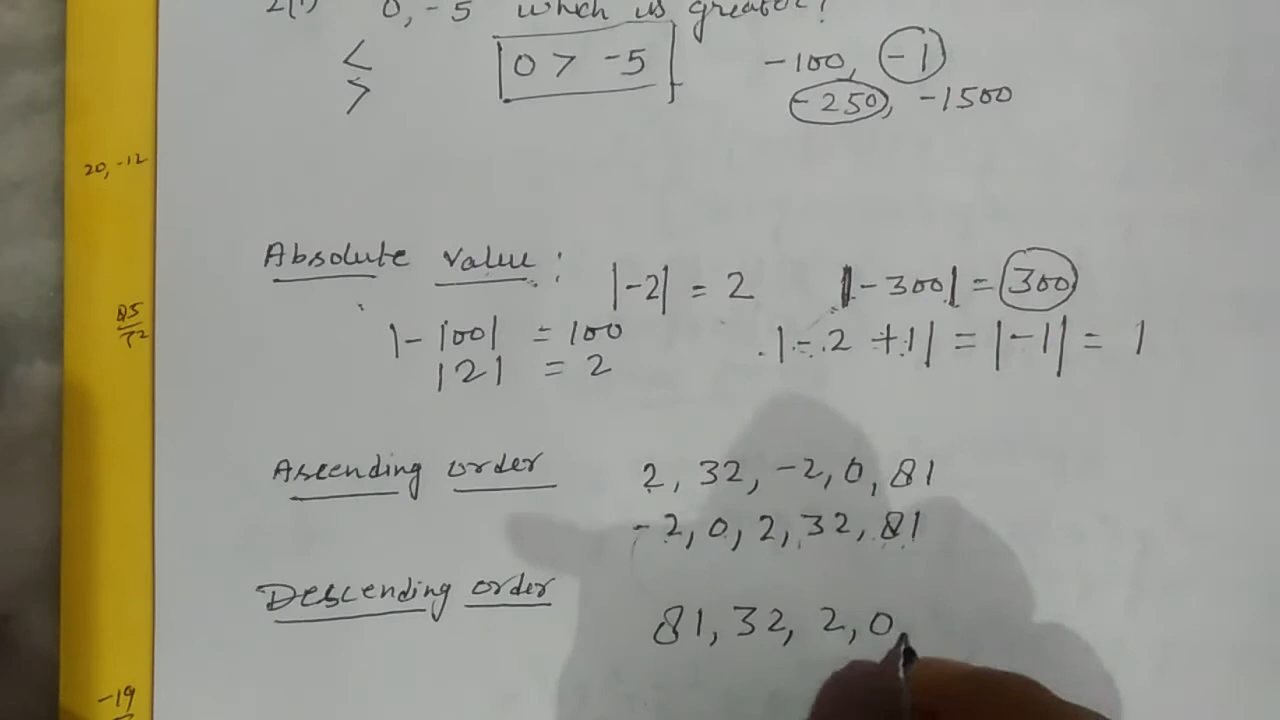 2(i) 0, -5 which is greater?
<
>
0 > -5
-100, -1
-250, -1500
20, -12
Absolute value :
|-2| = 2
|-300| = 300
|-100| = 100
|-2 +1| = |-1| = 1
|2| = 2
Ascending order
2, 32, -2, 0, 81
-2, 0, 2, 32, 81
Descending order
81, 32, 2, 0,
-19